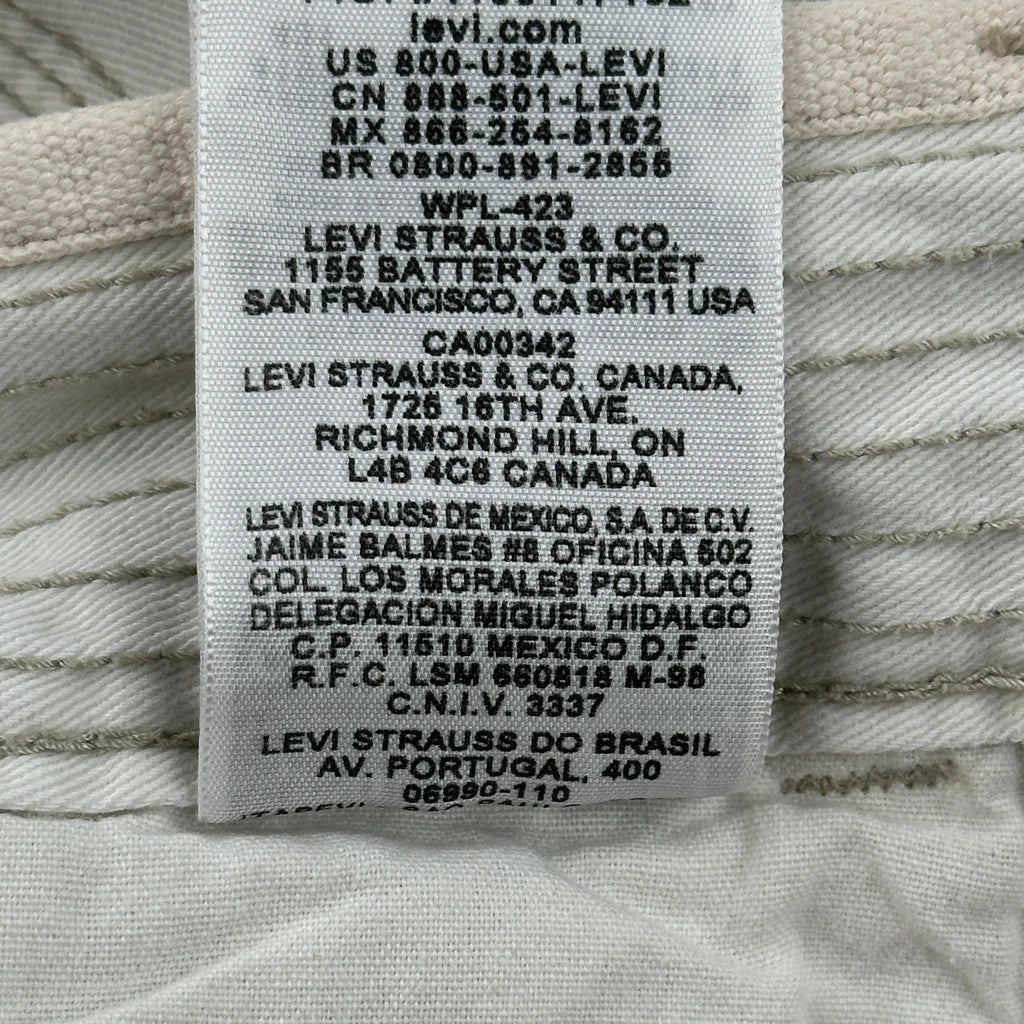 levi.com
US 800-USA-LEVI
CN 888-501-LEVI
MX 866-254-8162
BR 0800-891-2855
WPL-423
LEVI STRAUSS & CO.
1155 BATTERY STREET
SAN FRANCISCO, CA 94111 USA
CA00342
LEVI STRAUSS & CO. CANADA,
1725 16TH AVE.
RICHMOND HILL, ON
L4B 4C6 CANADA
LEVI STRAUSS DE MEXICO, S.A. DE C.V.
JAIME BALMES #8 OFICINA 502
COL. LOS MORALES POLANCO
DELEGACION MIGUEL HIDALGO
C.P. 11510 MEXICO D.F.
R.F.C. LSM 660818 M-98
C.N.I.V. 3337
LEVI STRAUSS DO BRASIL
AV. PORTUGAL, 400
06990-110